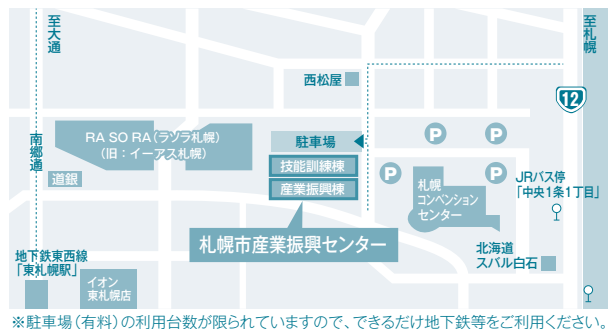 至大通
至札幌
西松屋
12
南郷通
RA SO RA(ラソラ札幌)
(旧：イーアス札幌)
駐車場
P
P
P
P
技能訓練棟
産業振興棟
道銀
札幌
コンベンション
センター
JRバス停
「中央1条1丁目」
札幌市産業振興センター
地下鉄東西線
「東札幌駅」
イオン
東札幌店
北海道
スバル白石
※駐車場(有料)の利用台数が限られていますので、できるだけ地下鉄等をご利用ください。